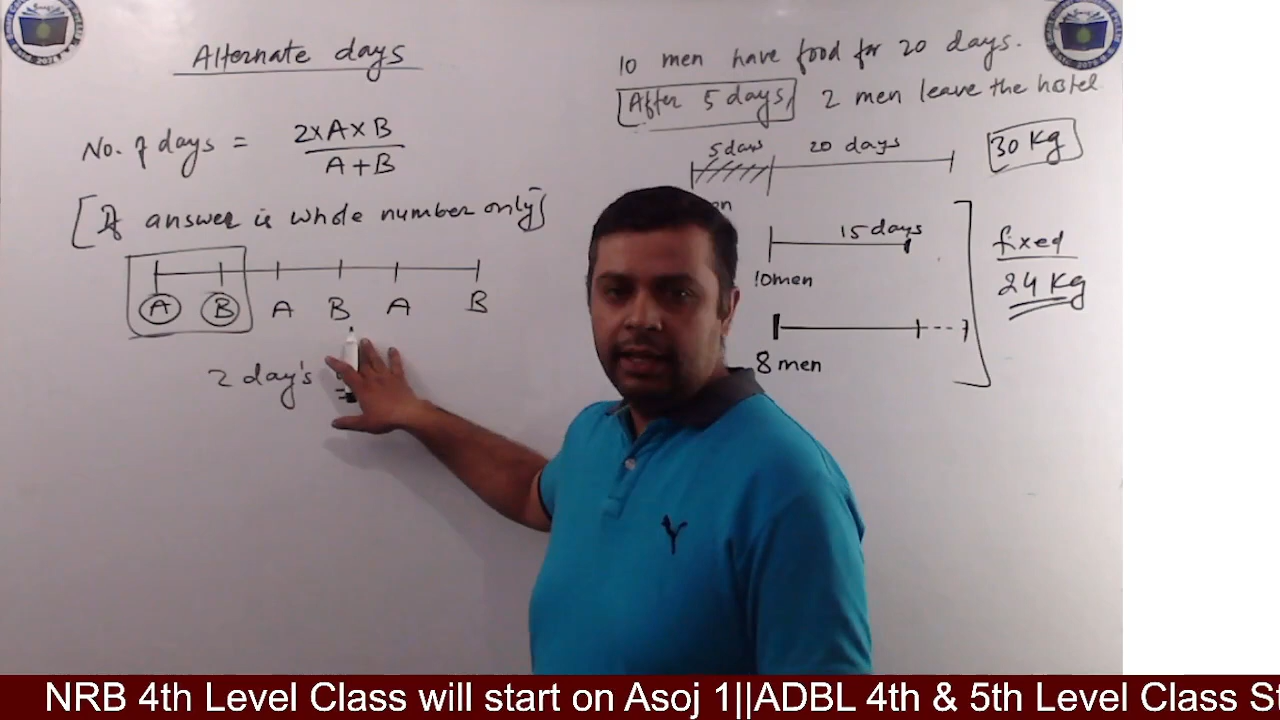 Alternate days
No. of days = 2×A×B / A+B
[If answer is whole number only]
A B A B A B
2 day's
10 men have food for 20 days.
After 5 days, 2 men leave the hostel
5 days 20 days
30 Kg
15 days
10men
fixed
24 Kg
8 men
NRB 4th Level Class will start on Asoj 1||ADBL 4th & 5th Level Class St